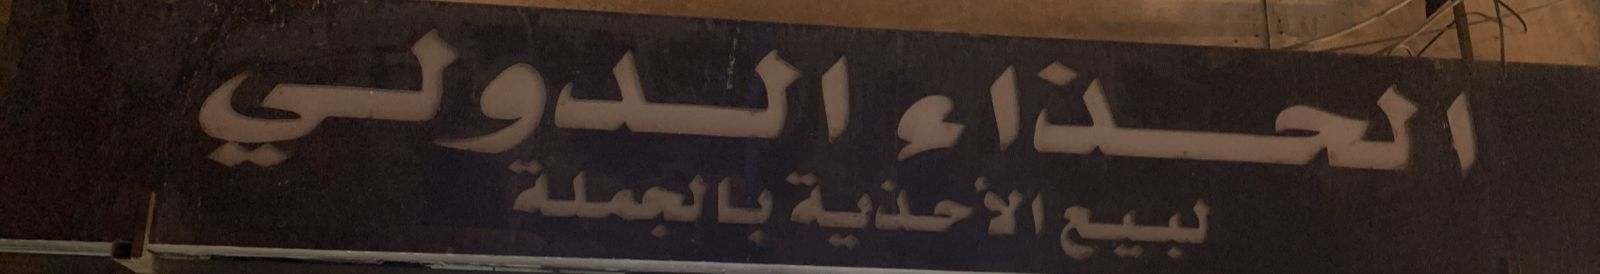 الحذاء الدولي
لبيع الأحذية بالجملة